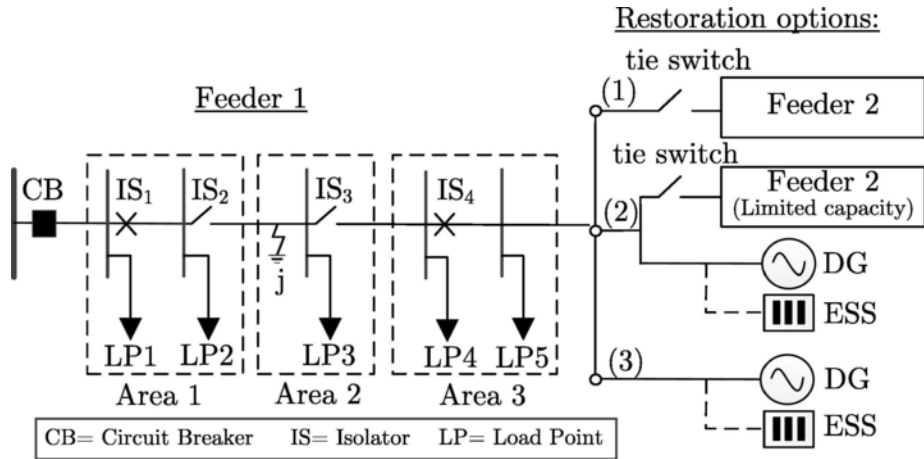 Restoration options:
tie switch
Feeder 1
(1)
Feeder 2
tie switch
CB
IS1
IS2
IS3
IS4
(2)
Feeder 2
(Limited capacity)
j
DG
ESS
LP1
LP2
LP3
LP4
LP5
(3)
DG
Area 1
Area 2
Area 3
ESS
CB= Circuit Breaker IS= Isolator LP= Load Point